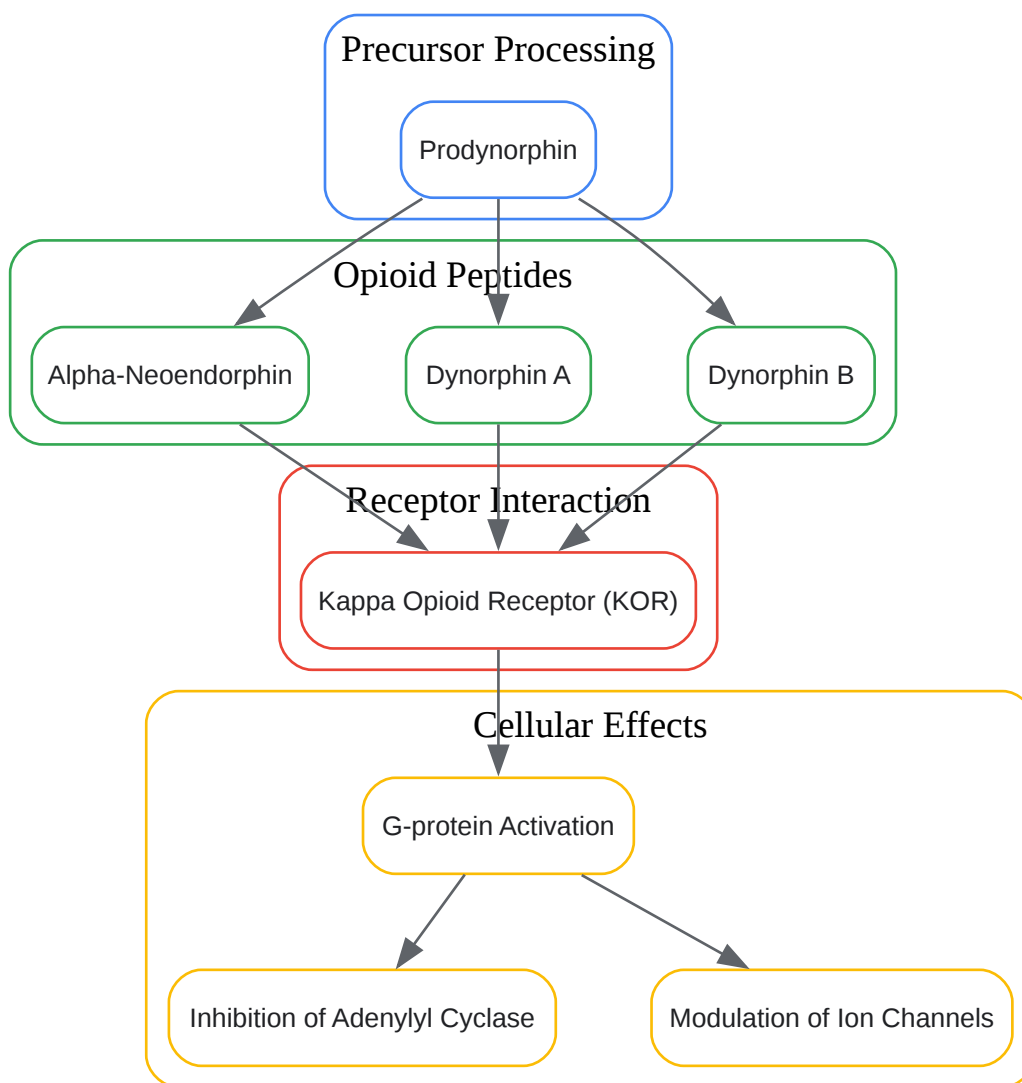 Precursor Processing
Prodynorphin
Opioid Peptides
Alpha-Neoendorphin
Dynorphin A
Dynorphin B
Receptor Interaction
Kappa Opioid Receptor (KOR)
Cellular Effects
G-protein Activation
Inhibition of Adenylyl Cyclase
Modulation of Ion Channels